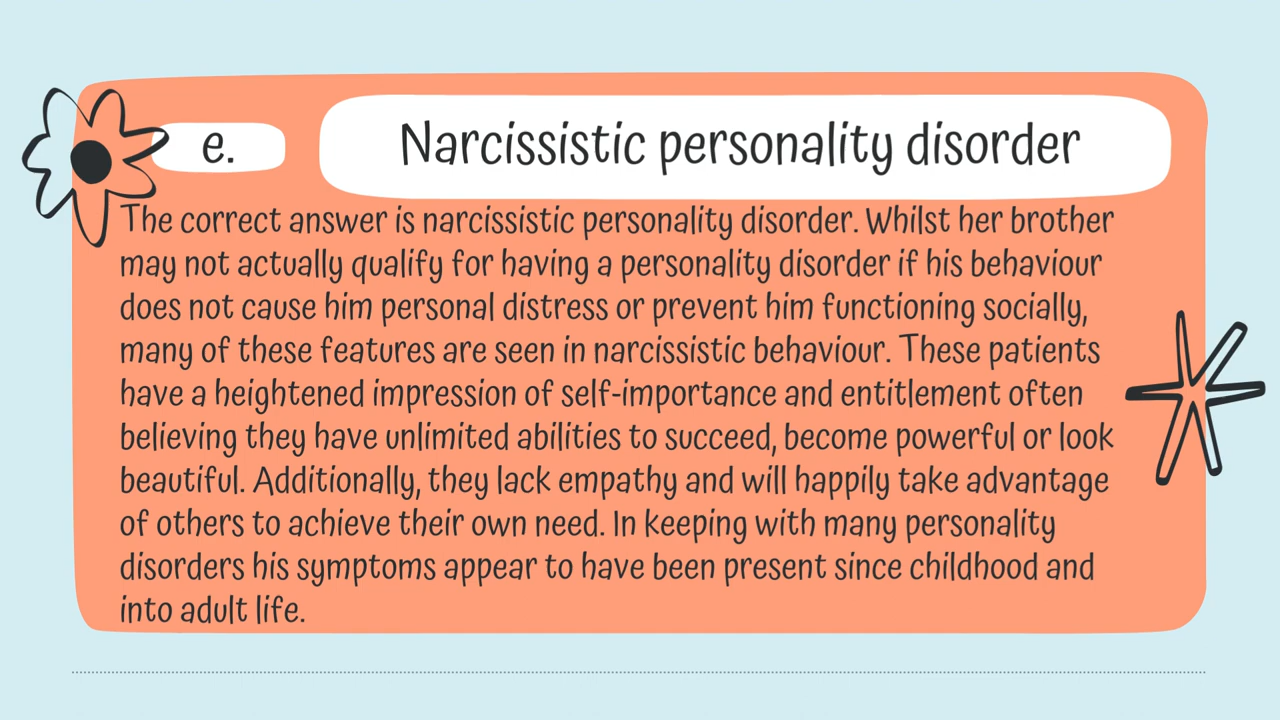 e.
Narcissistic personality disorder
The correct answer is narcissistic personality disorder. Whilst her brother
may not actually qualify for having a personality disorder if his behaviour
does not cause him personal distress or prevent him functioning socially,
many of these features are seen in narcissistic behaviour. These patients
have a heightened impression of self-importance and entitlement often
believing they have unlimited abilities to succeed, become powerful or look
beautiful. Additionally, they lack empathy and will happily take advantage
of others to achieve their own need. In keeping with many personality
disorders his symptoms appear to have been present since childhood and
into adult life.